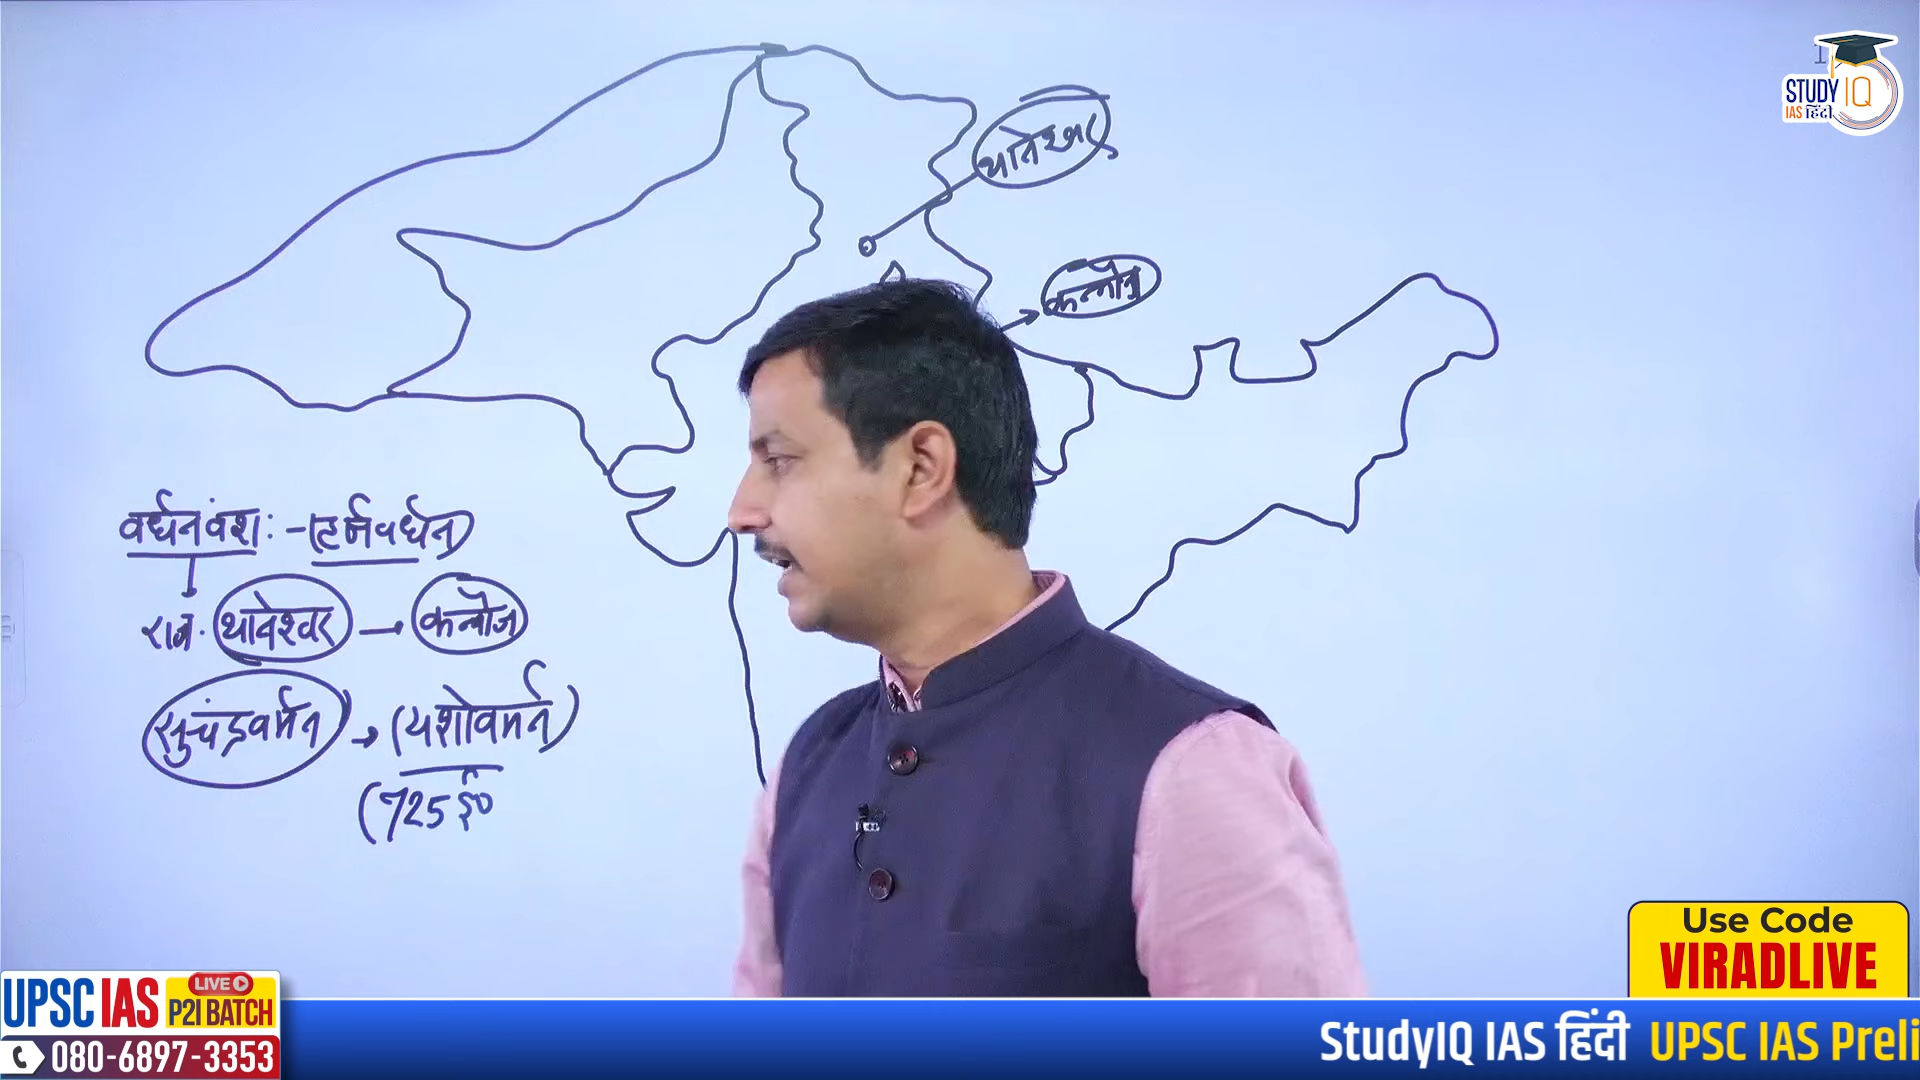 STUDY IQ
IAS हिंदी
थानेश्वर
कन्नौज
वर्धन वंश : - (हर्षवर्धन)
राज. थानेश्वर → कन्नौज
सुचंद्रवर्मन → (यशोवर्मन)
(725 ई०
Use Code
VIRADLIVE
UPSC IAS LIVE
P2I BATCH
080-6897-3353
StudyIQ IAS हिंदी UPSC IAS Preli